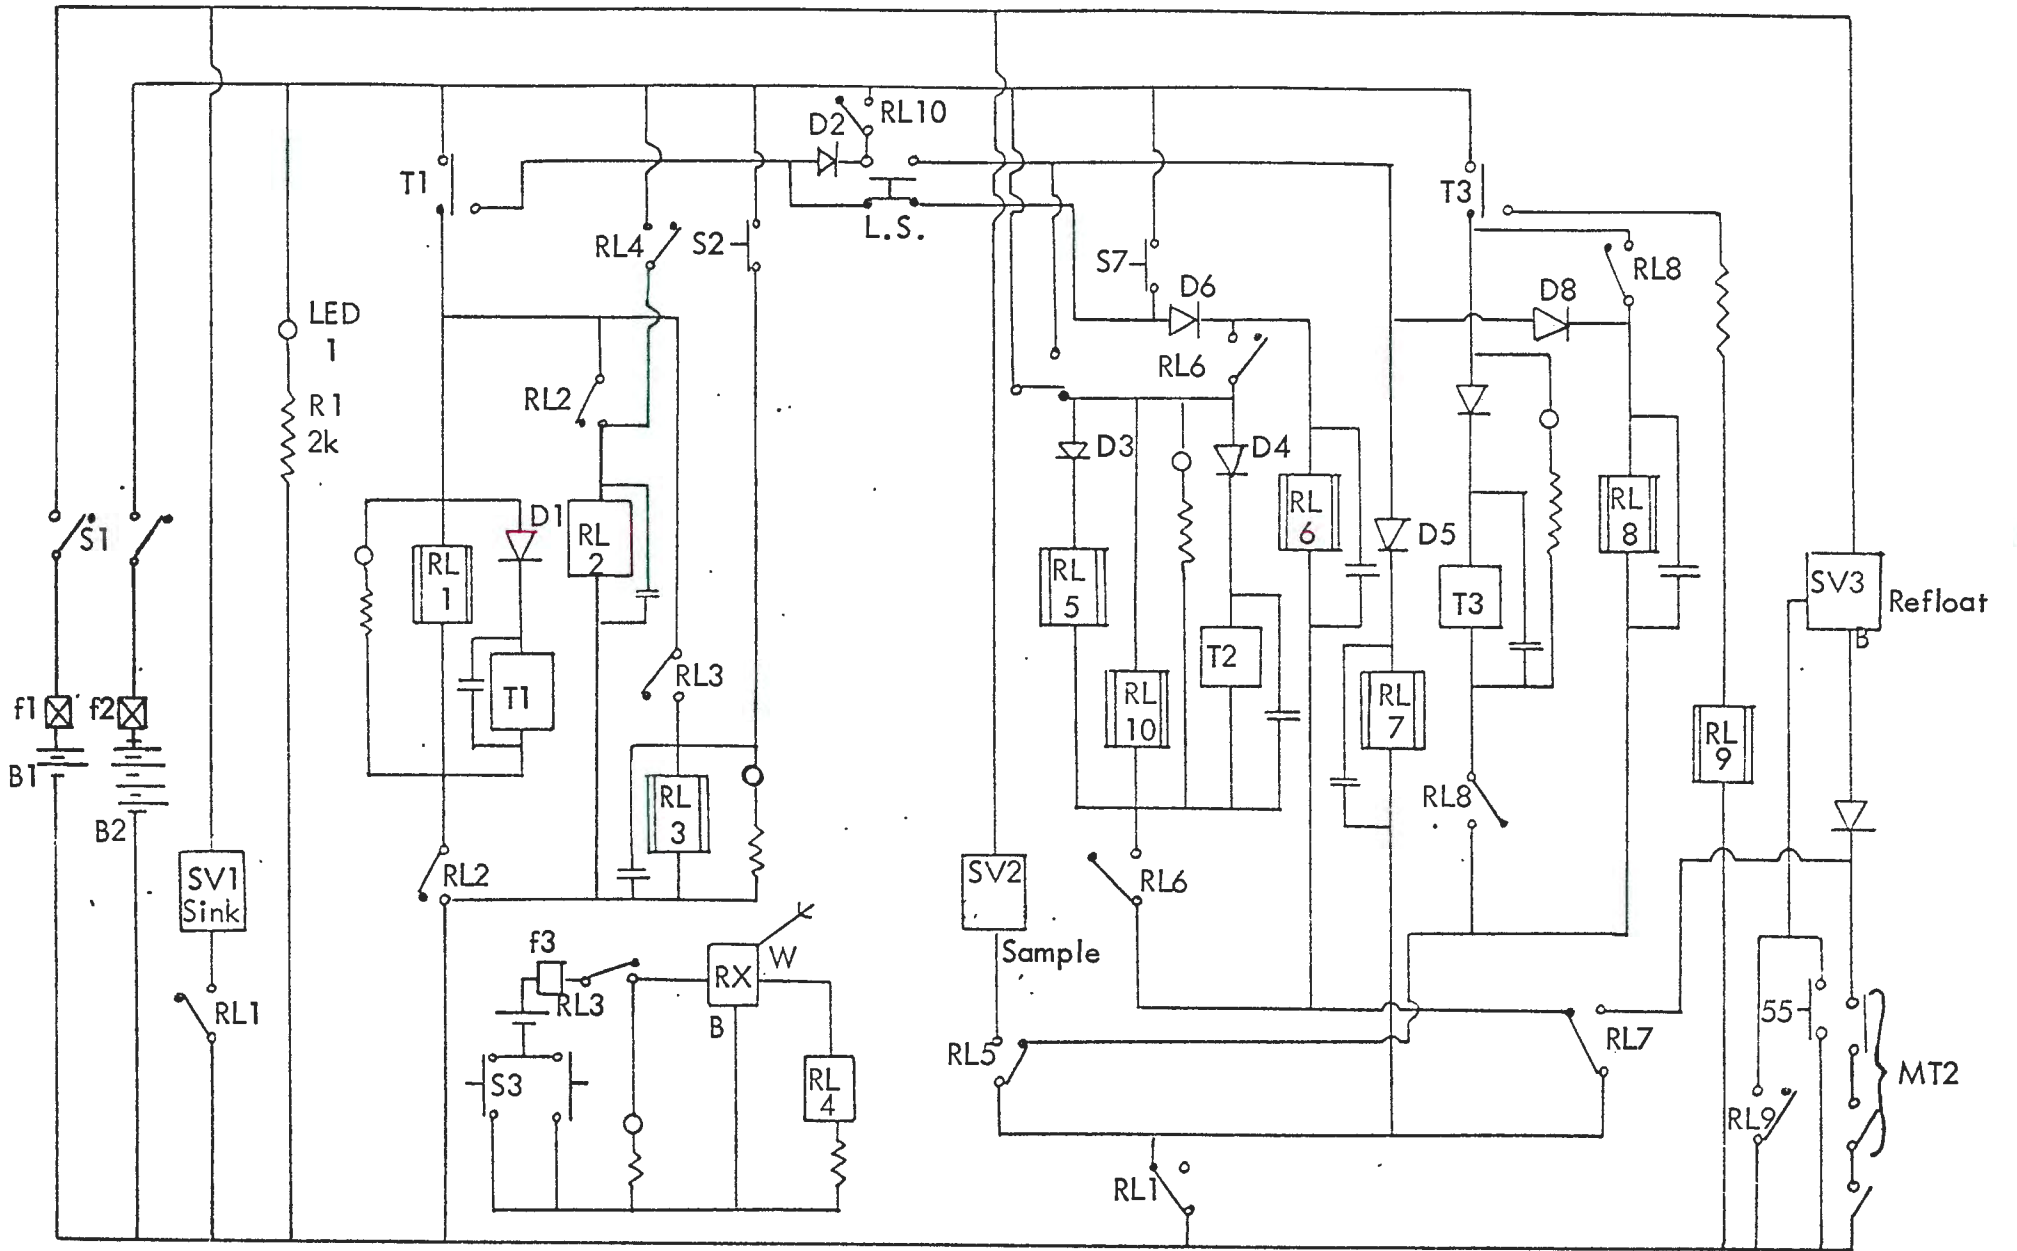 RL10
D2
T1
T3
L.S.
RL4
S2
S7
RL8
D6
D8
LED
1
RL6
RL2
R1
2k
D3
D4
S1
D1
RL
2
RL
6
D5
RL
8
RL
1
RL
5
T3
SV3
Refloat
B
T2
RL3
T1
f1
f2
RL
10
RL
7
RL
9
B1
RL
3
RL8
B2
SV1
Sink
RL2
SV2
RL6
f3
W
Sample
RX
RL3
RL1
B
55
RL5
RL7
S3
RL
4
MT2
RL9
RL1